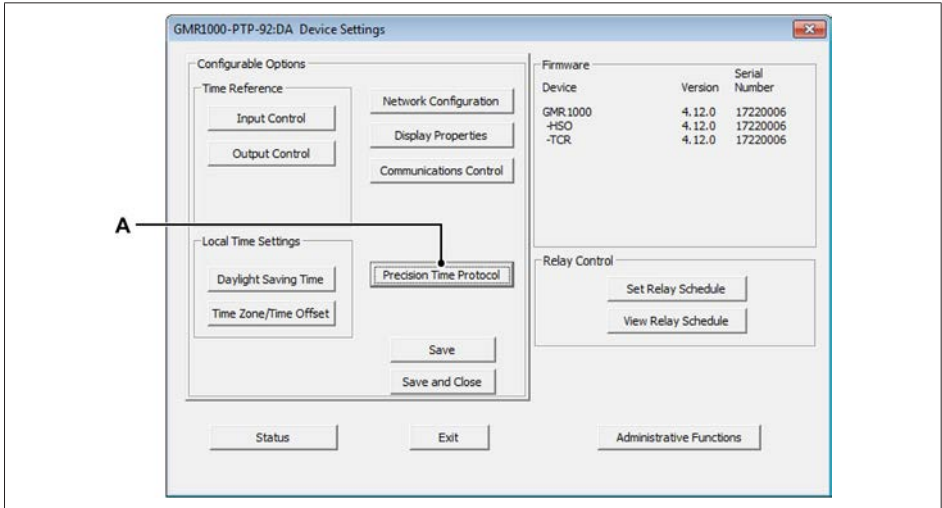 GMR1000-PTP-92:DA Device Settings
Configurable Options
Time Reference
Input Control
Output Control
Network Configuration
Display Properties
Communications Control
A
Local Time Settings
Daylight Saving Time
Time Zone/Time Offset
Precision Time Protocol
Save
Save and Close
Firmware
Device Version Serial Number
GMR1000 4.12.0 17220006
-HSO 4.12.0 17220006
-TCR 4.12.0 17220006
Relay Control
Set Relay Schedule
View Relay Schedule
Status Exit Administrative Functions